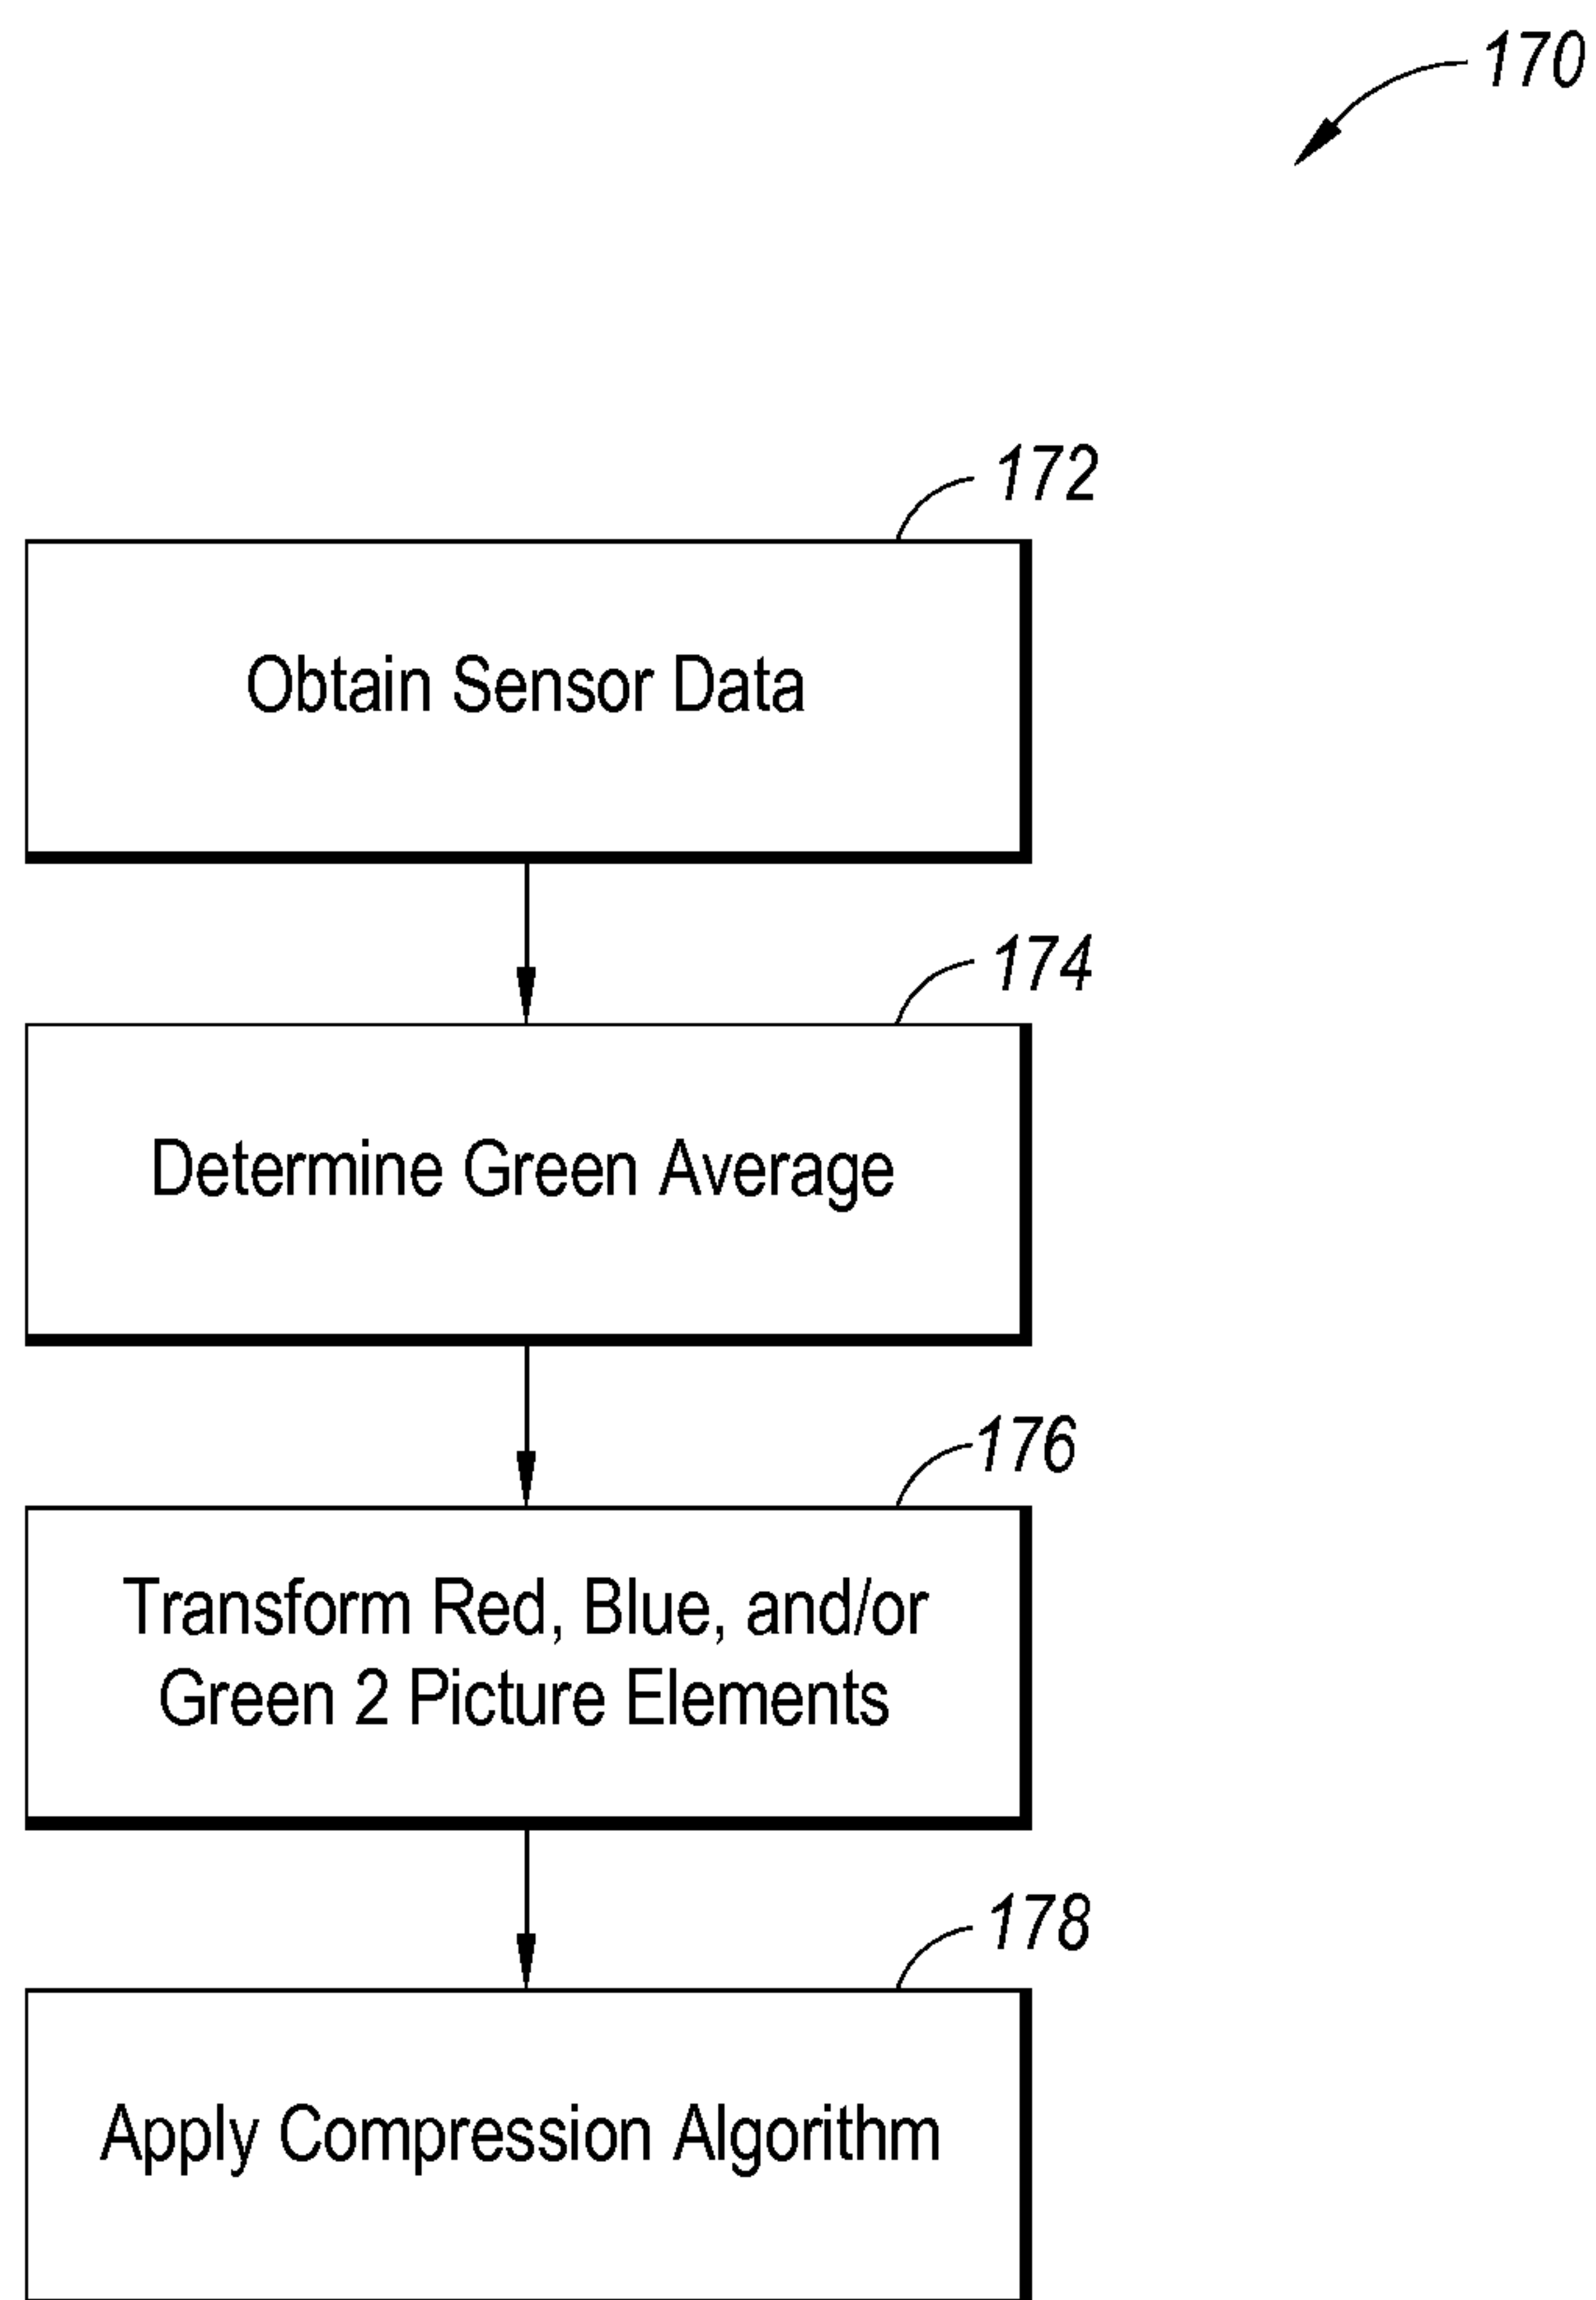 170
172
Obtain Sensor Data
174
Determine Green Average
176
Transform Red, Blue, and/or
Green 2 Picture Elements
178
Apply Compression Algorithm